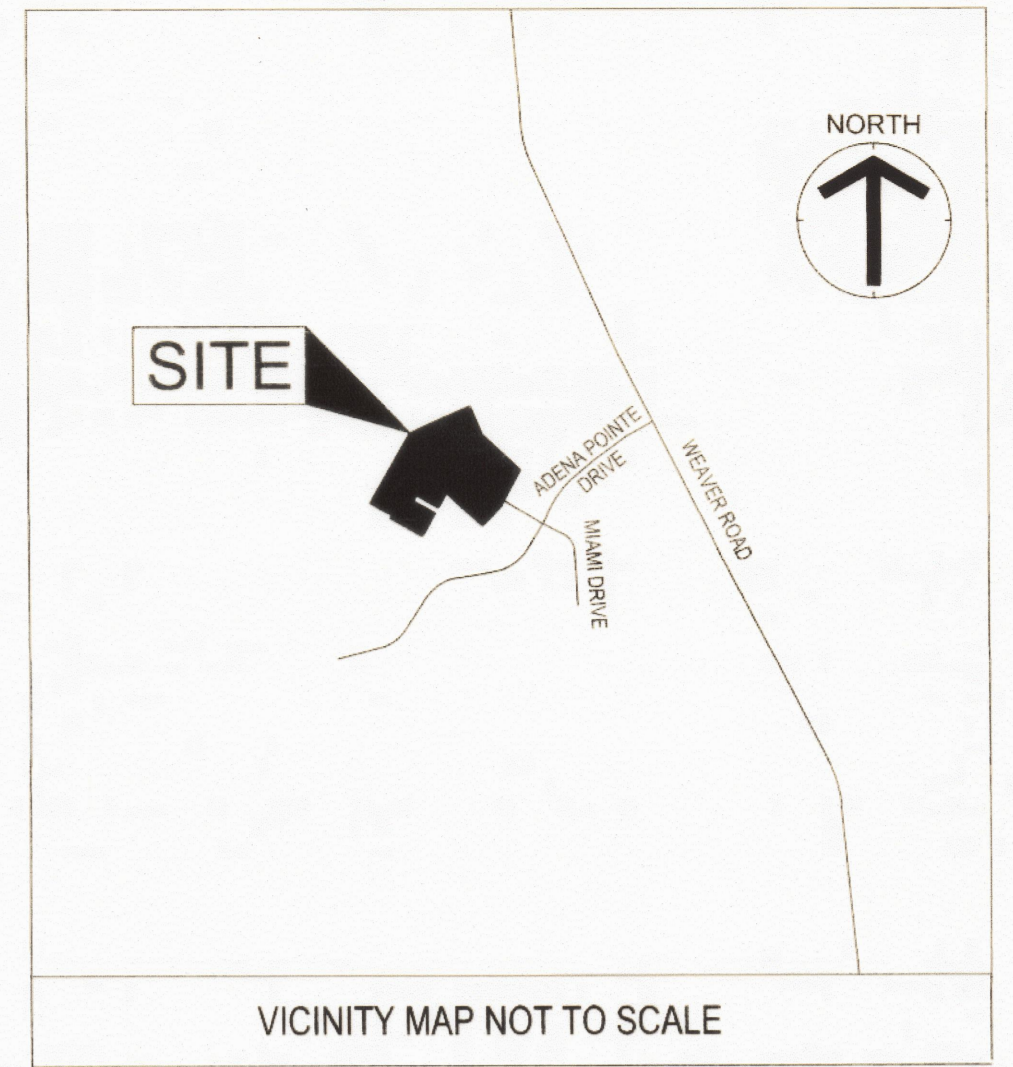 NORTH
SITE
ADENA POINTE
DRIVE
WEAVER ROAD
MIAMI DRIVE
VICINITY MAP NOT TO SCALE